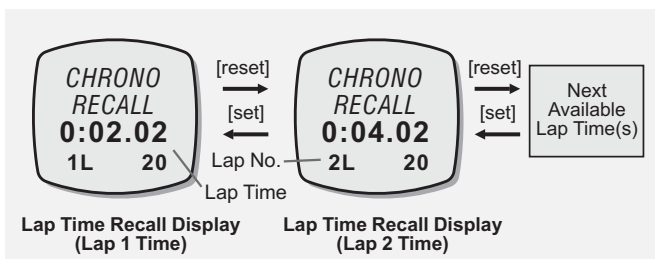 CHRONO
RECALL
0:02.02
1L 20
[reset]
[set]
CHRONO
RECALL
0:04.02
2L 20
Lap No.
Lap Time
[reset]
[set]
Next
Available
Lap Time(s)
Lap Time Recall Display
(Lap 1 Time)
Lap Time Recall Display
(Lap 2 Time)